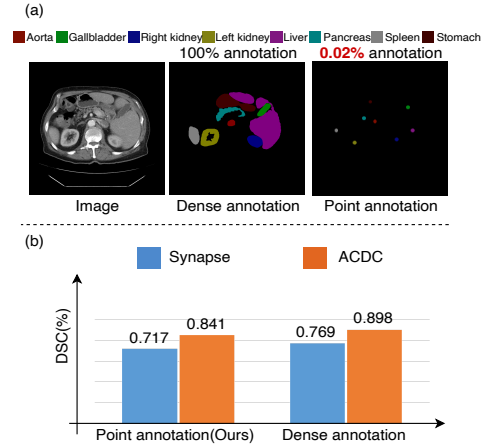 (a)
Aorta Gallbladder Right kidney Left kidney Liver Pancreas Spleen Stomach
100% annotation 0.02% annotation
Image Dense annotation Point annotation
(b)
Synapse ACDC
DSC(%)
0.717 0.841 0.769 0.898
Point annotation(Ours) Dense annotation